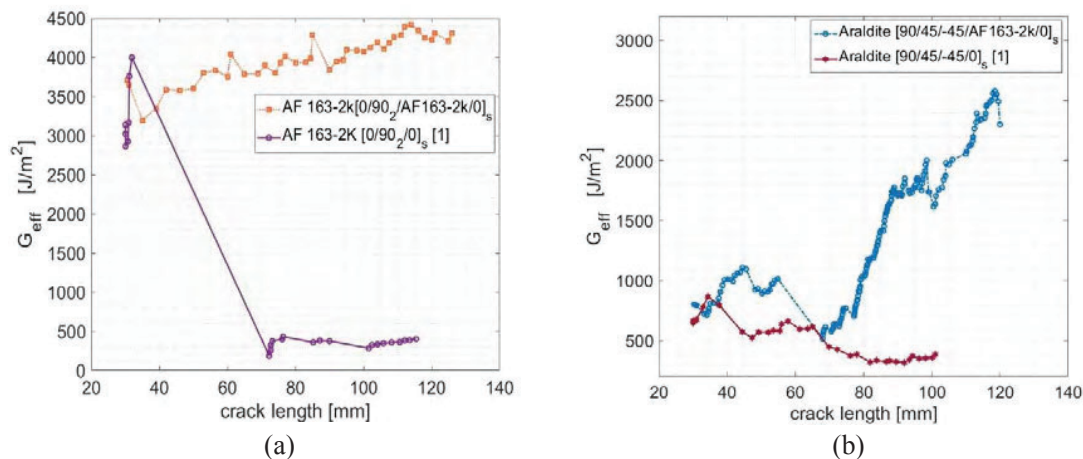 4500
4000
3500
3000
2500
2000
1500
1000
500
0
G_eff [J/m²]
20 40 60 80 100 120 140
crack length [mm]
AF 163-2k[0/90₂/AF163-2k/0]ₛ
AF 163-2K [0/90₂/0]ₛ [1]
(a)
3000
2500
2000
1500
1000
500
G_eff [J/m²]
20 40 60 80 100 120 140
crack length [mm]
Araldite [90/45/-45/AF163-2k/0]ₛ
Araldite [90/45/-45/0]ₛ [1]
(b)